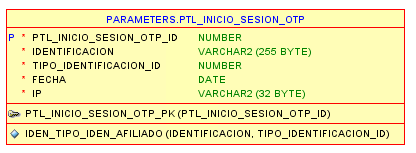 PARAMETERS.PTL_INICIO_SESION_OTP
P * PTL_INICIO_SESION_OTP_ID NUMBER
* IDENTIFICACION VARCHAR2 (255 BYTE)
* TIPO_IDENTIFICACION_ID NUMBER
* FECHA DATE
* IP VARCHAR2 (32 BYTE)
PTL_INICIO_SESION_OTP_PK (PTL_INICIO_SESION_OTP_ID)
IDEN_TIPO_IDEN_AFILIADO (IDENTIFICACION, TIPO_IDENTIFICACION_ID)